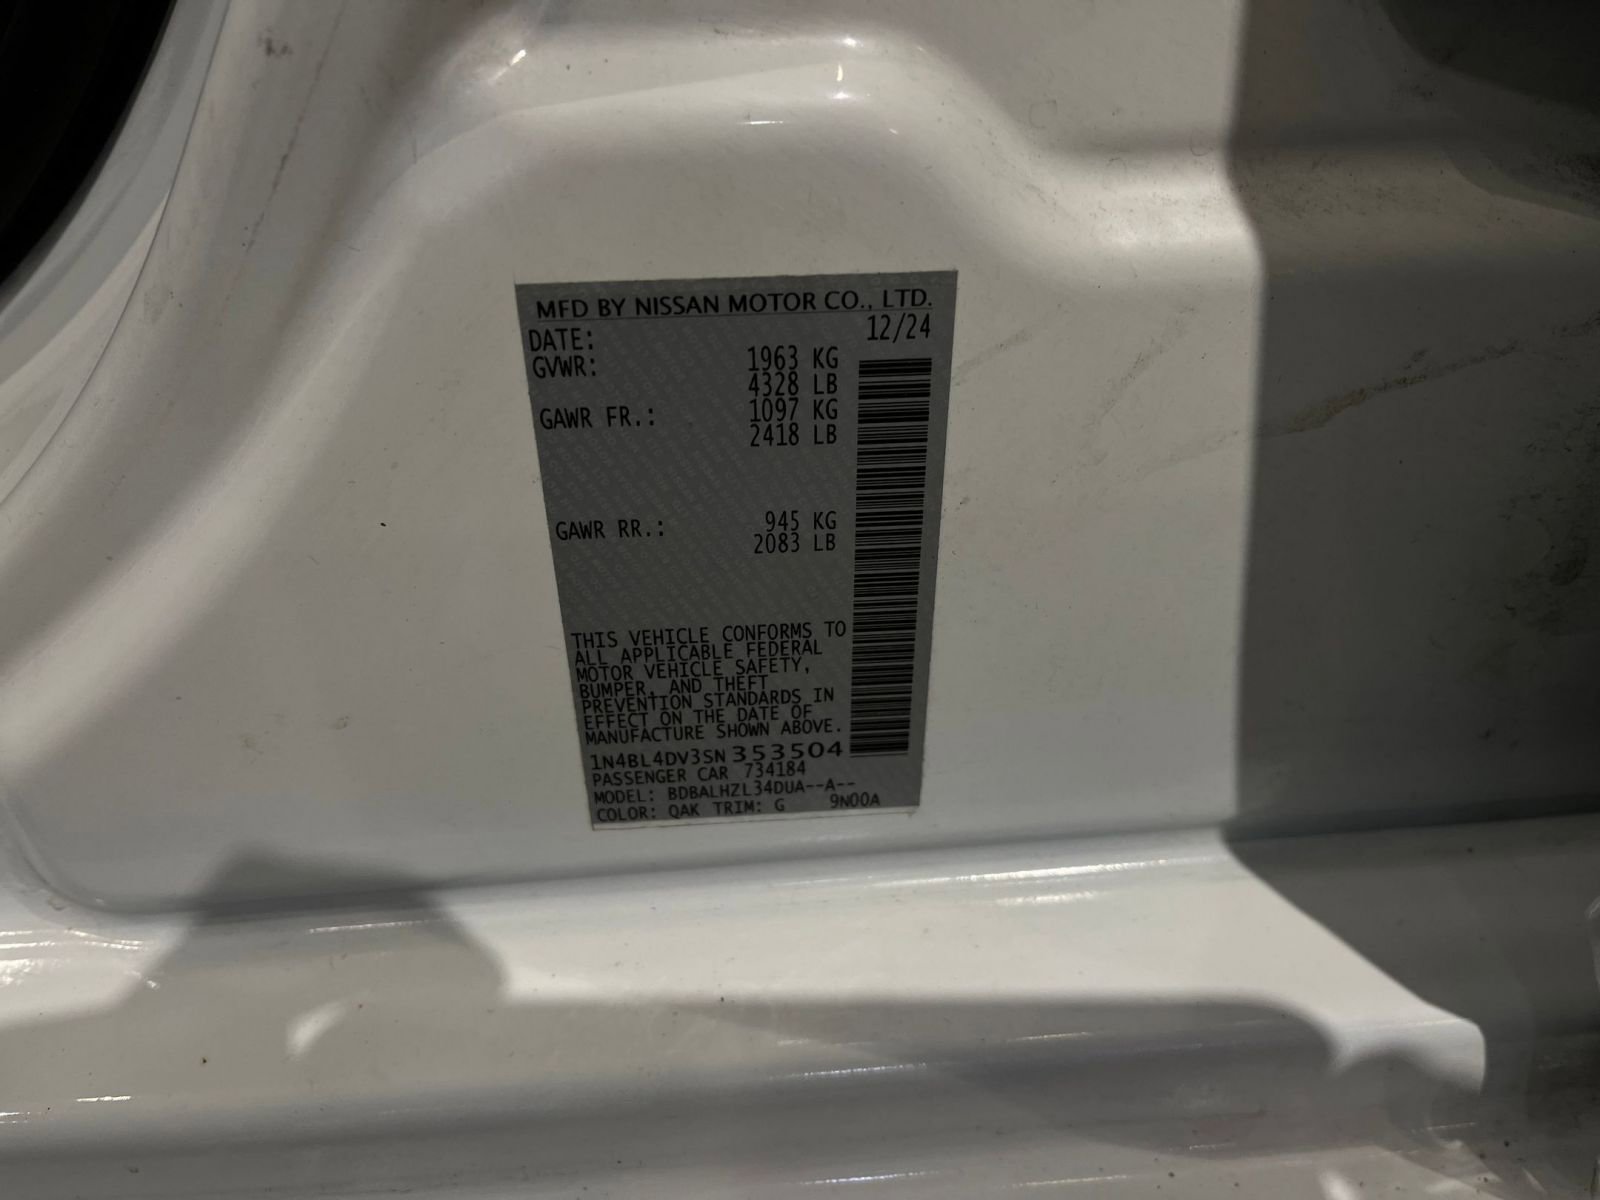 MFD BY NISSAN MOTOR CO., LTD.
DATE: 12/24
GVWR: 1963 KG
4328 LB
GAWR FR.: 1097 KG
2418 LB
GAWR RR.: 945 KG
2083 LB
THIS VEHICLE CONFORMS TO
ALL APPLICABLE FEDERAL
MOTOR VEHICLE SAFETY,
BUMPER, AND THEFT
PREVENTION STANDARDS IN
EFFECT ON THE DATE OF
MANUFACTURE SHOWN ABOVE.
1N4BL4DV3SN353504
PASSENGER CAR 734184
MODEL: BDBALHZL34DUA--A--
COLOR: QAK TRIM: G 9N00A